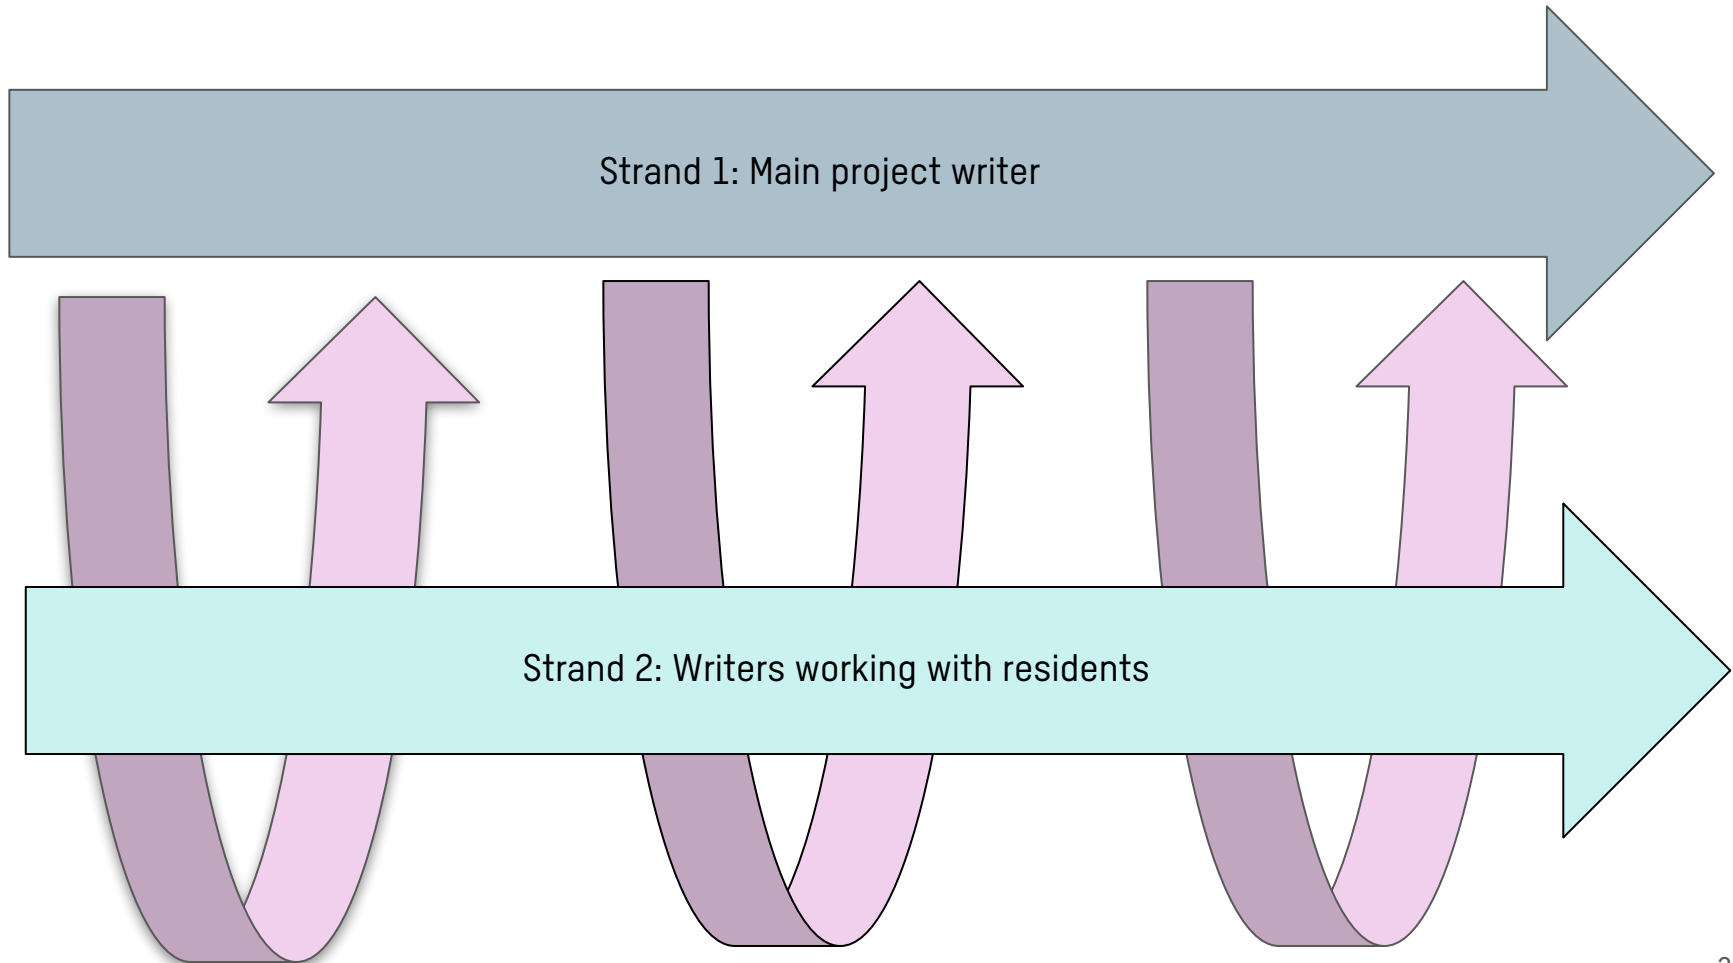 Strand 1: Main project writer
Strand 2: Writers working with residents